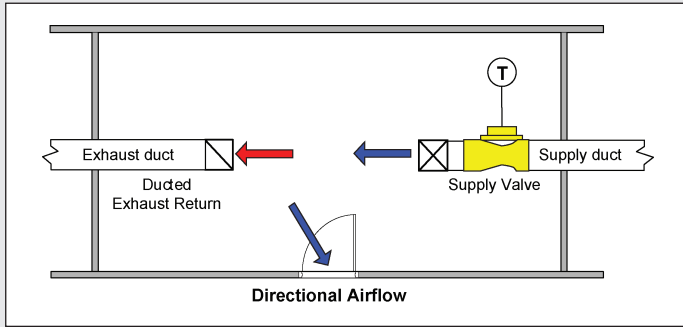 T
Exhaust duct
Supply duct
Ducted
Exhaust Return
Supply Valve
Directional Airflow